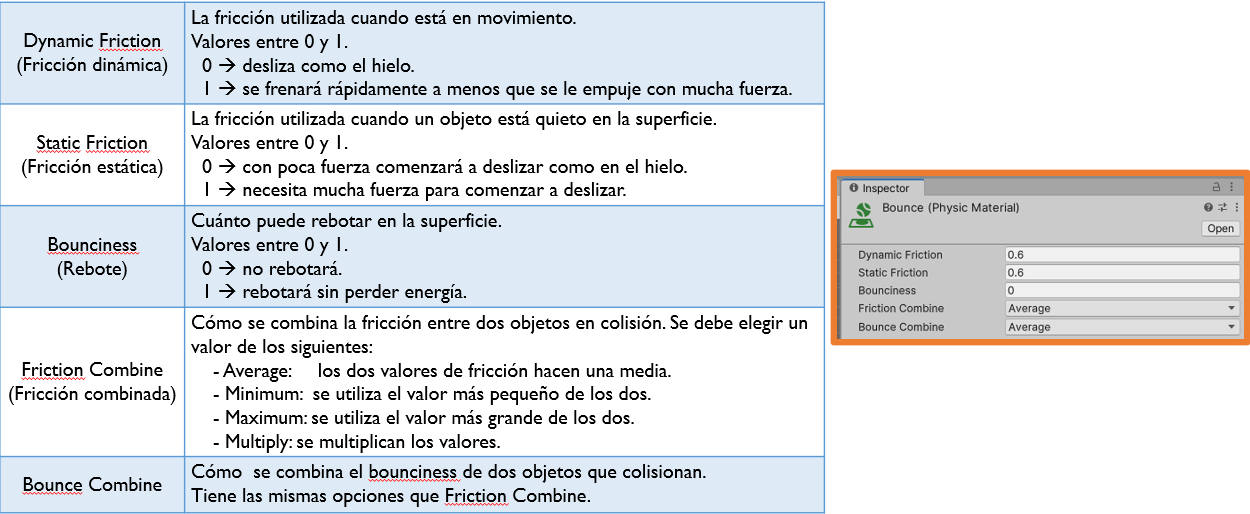 Dynamic Friction
(Fricción dinámica)
La fricción utilizada cuando está en movimiento.
Valores entre 0 y 1.
0 → desliza como el hielo.
1 → se frenará rápidamente a menos que se le empuje con mucha fuerza.
Static Friction
(Fricción estática)
La fricción utilizada cuando un objeto está quieto en la superficie.
Valores entre 0 y 1.
0 → con poca fuerza comenzará a deslizar como en el hielo.
1 → necesita mucha fuerza para comenzar a deslizar.
Bounciness
(Rebote)
Cuánto puede rebotar en la superficie.
Valores entre 0 y 1.
0 → no rebotará.
1 → rebotará sin perder energía.
Friction Combine
(Fricción combinada)
Cómo se combina la fricción entre dos objetos en colisión. Se debe elegir un
valor de los siguientes:
- Average: los dos valores de fricción hacen una media.
- Minimum: se utiliza el valor más pequeño de los dos.
- Maximum: se utiliza el valor más grande de los dos.
- Multiply: se multiplican los valores.
Bounce Combine
Cómo se combina el bounciness de dos objetos que colisionan.
Tiene las mismas opciones que Friction Combine.
Inspector
Bounce (Physic Material)
Open
Dynamic Friction 0.6
Static Friction 0.6
Bounciness 0
Friction Combine Average
Bounce Combine Average